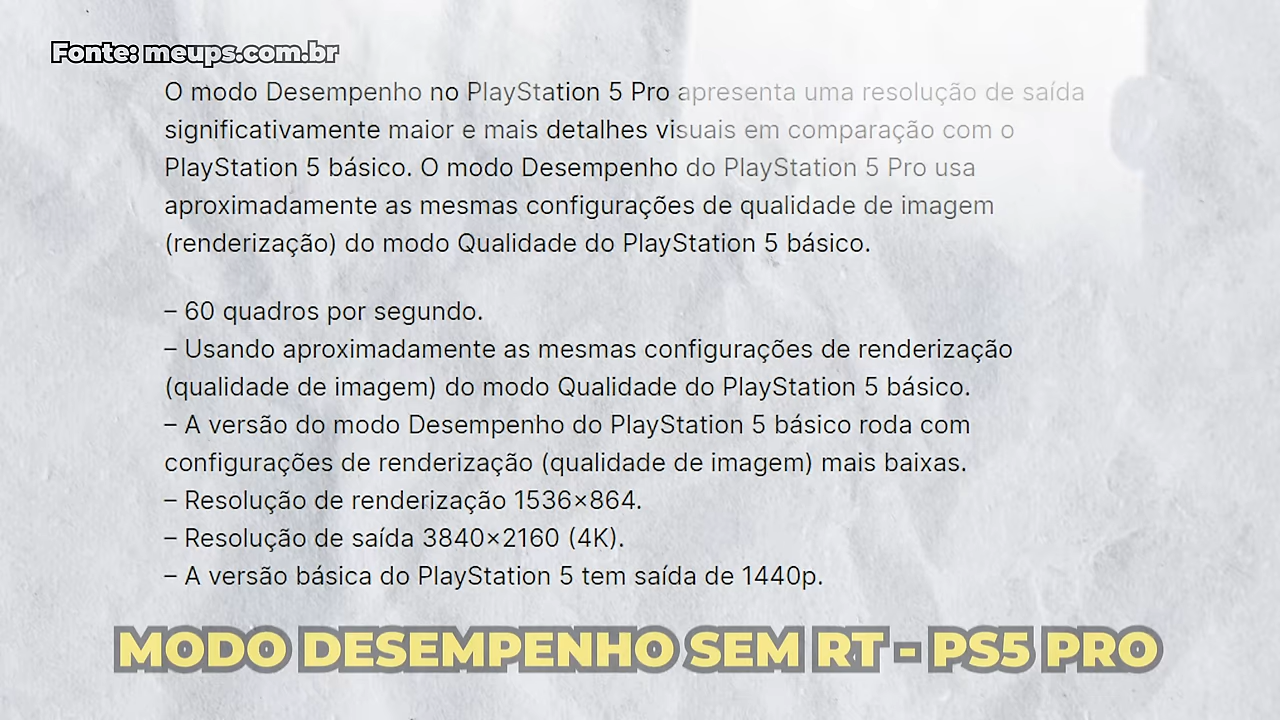 Fonte: meups.com.br
O modo Desempenho no PlayStation 5 Pro apresenta uma resolução de saída
significativamente maior e mais detalhes visuais em comparação com o
PlayStation 5 básico. O modo Desempenho do PlayStation 5 Pro usa
aproximadamente as mesmas configurações de qualidade de imagem
(renderização) do modo Qualidade do PlayStation 5 básico.
– 60 quadros por segundo.
– Usando aproximadamente as mesmas configurações de renderização
(qualidade de imagem) do modo Qualidade do PlayStation 5 básico.
– A versão do modo Desempenho do PlayStation 5 básico roda com
configurações de renderização (qualidade de imagem) mais baixas.
– Resolução de renderização 1536×864.
– Resolução de saída 3840×2160 (4K).
– A versão básica do PlayStation 5 tem saída de 1440p.
MODO DESEMPENHO SEM RT - PS5 PRO